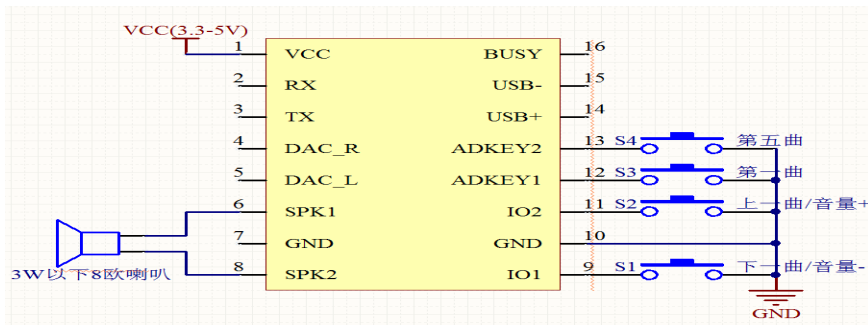 VCC(3.3-5V)
1 VCC BUSY 16
2 RX USB- 15
3 TX USB+ 14
4 DAC_R ADKEY2 13 S4 第五曲
5 DAC_L ADKEY1 12 S3 第一曲
6 SPK1 IO2 11 S2 上一曲/音量+
7 GND GND 10
8 SPK2 IO1 9 S1 下一曲/音量-
3W以下8欧喇叭
GND